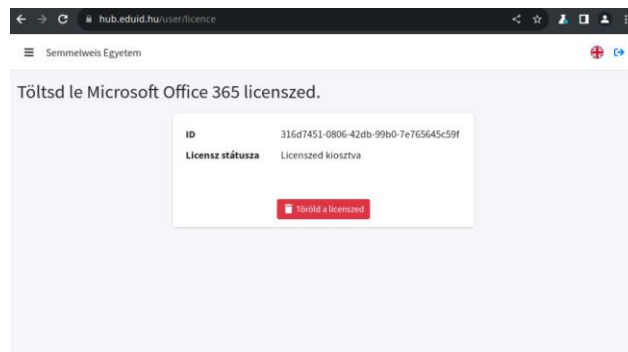 hub.eduid.hu/user/licence
Semmelweis Egyetem
Töltsd le Microsoft Office 365 licenszed.
ID 316d7451-0806-42db-99b0-7e765645c59f
Licensz státusza Licenszed kiosztva
Töröld a licenszed